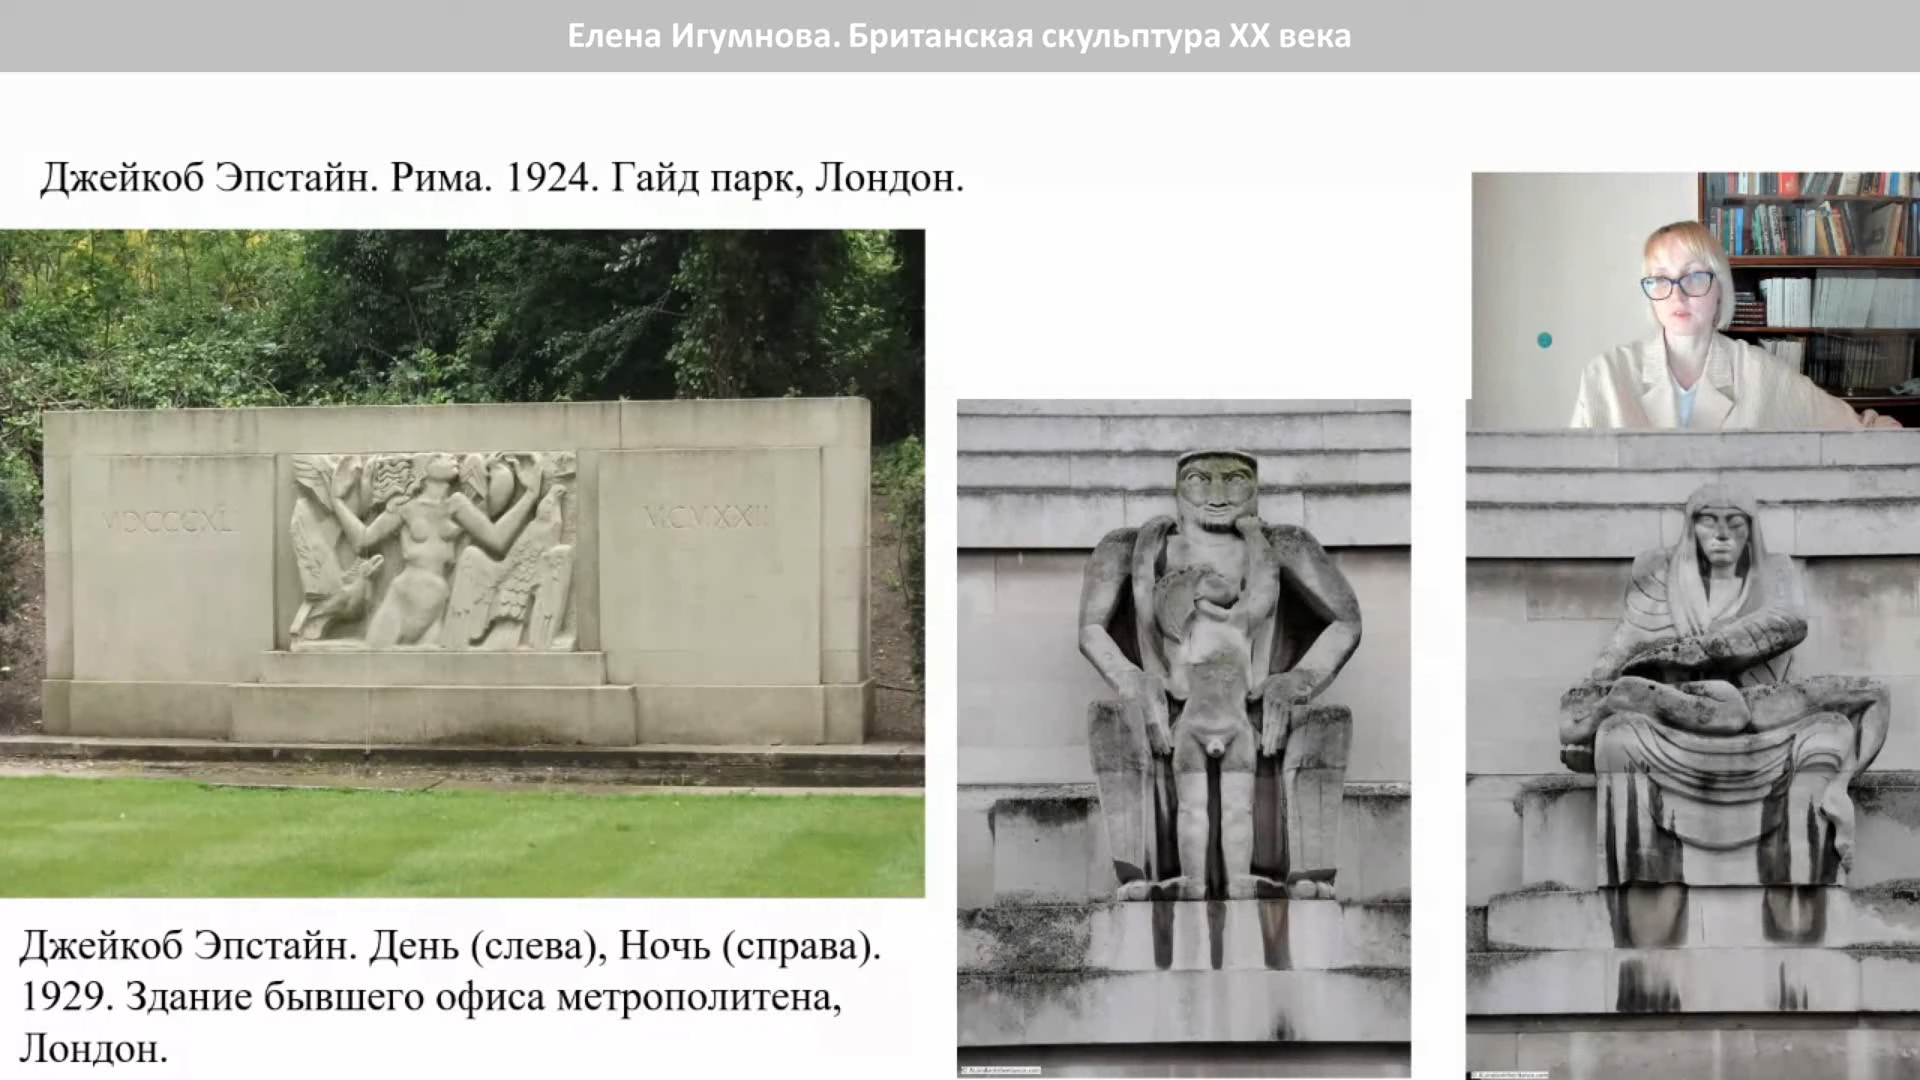 Елена Игумнова. Британская скульптура XX века
Джейкоб Эпстайн. Рима. 1924. Гайд парк, Лондон.
MCMXXII
Джейкоб Эпстайн. День (слева), Ночь (справа).
1929. Здание бывшего офиса метрополитена,
Лондон.